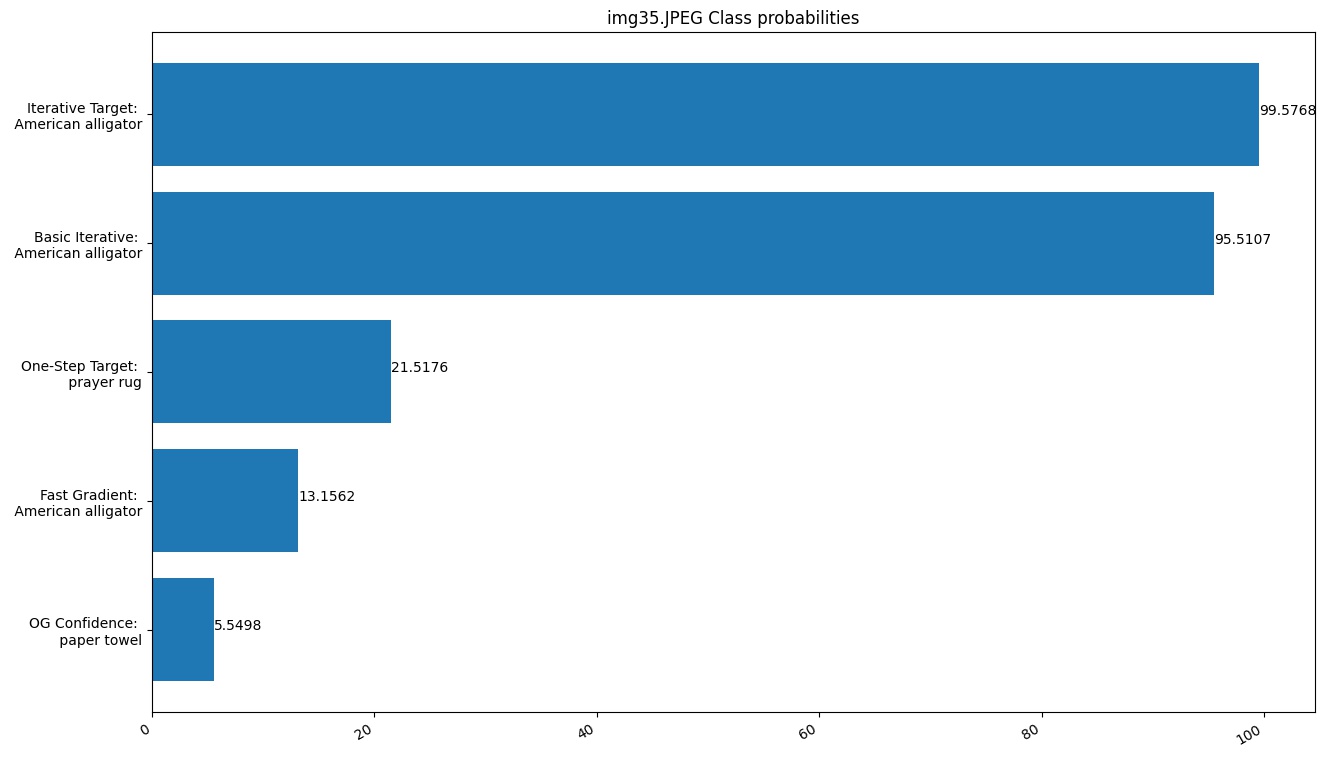 img35.JPEG Class probabilities
Iterative Target:
American alligator
99.5768
Basic Iterative:
American alligator
95.5107
One-Step Target:
prayer rug
21.5176
Fast Gradient:
American alligator
13.1562
OG Confidence:
paper towel
5.5498
0 20 40 60 80 100